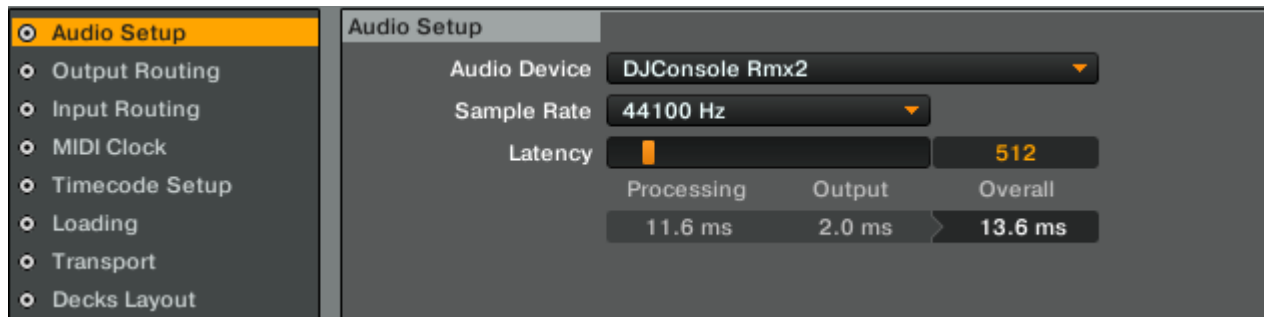 Audio Setup
Output Routing
Input Routing
MIDI Clock
Timecode Setup
Loading
Transport
Decks Layout
Audio Setup
Audio Device DJConsole Rmx2
Sample Rate 44100 Hz
Latency 512
Processing Output Overall
11.6 ms 2.0 ms 13.6 ms